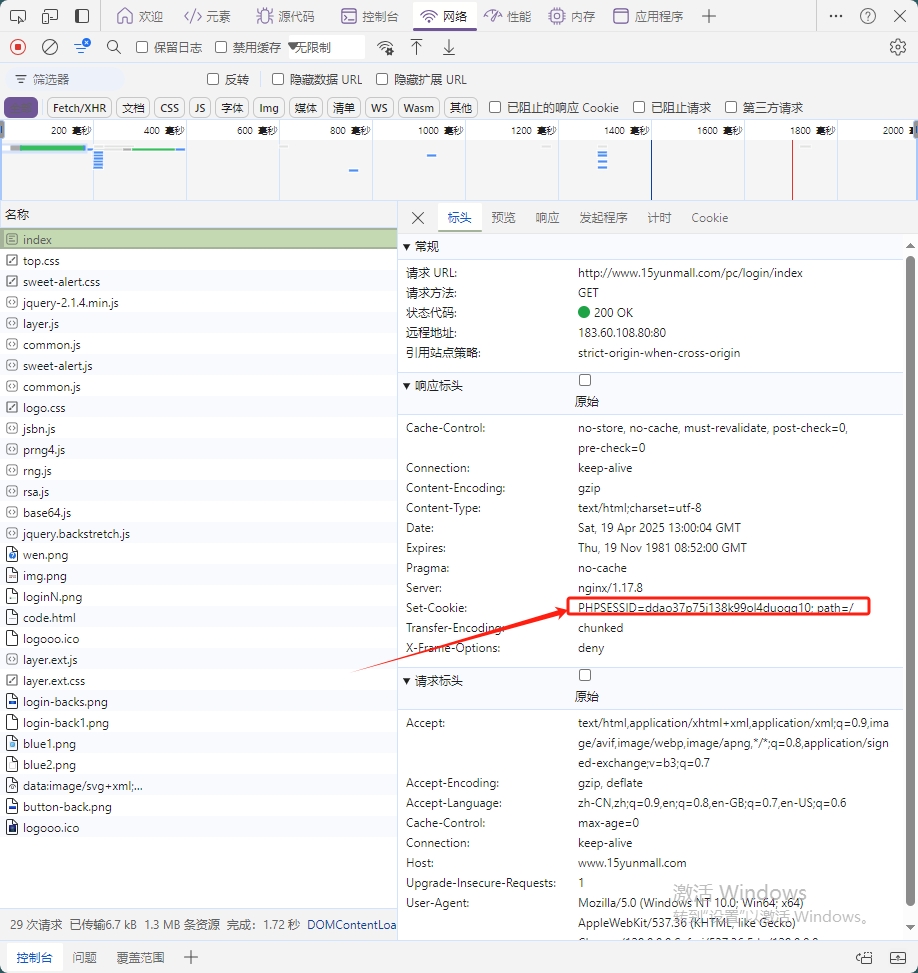 欢迎 元素 源代码 控制台 网络 性能 内存 应用程序
保留日志 禁用缓存 无限制
筛选器 反转 隐藏数据 URL 隐藏扩展 URL
Fetch/XHR 文档 CSS JS 字体 Img 媒体 清单 WS Wasm 其他 已阻止的响应 Cookie 已阻止请求 第三方请求
200 毫秒 400 毫秒 600 毫秒 800 毫秒 1000 毫秒 1200 毫秒 1400 毫秒 1600 毫秒 1800 毫秒 2000
名称
index
top.css
sweet-alert.css
jquery-2.1.4.min.js
layer.js
common.js
sweet-alert.js
common.js
logo.css
jsbn.js
prng4.js
rng.js
rsa.js
base64.js
jquery.backstretch.js
wen.png
img.png
loginN.png
code.html
logooo.ico
layer.ext.js
layer.ext.css
login-backs.png
login-back1.png
blue1.png
blue2.png
data:image/svg+xml;...
button-back.png
logooo.ico
标头 预览 响应 发起程序 计时 Cookie
常规
请求 URL: http://www.15yunmall.com/pc/login/index
请求方法: GET
状态代码: 200 OK
远程地址: 183.60.108.80:80
引用站点策略: strict-origin-when-cross-origin
响应标头
原始
Cache-Control: no-store, no-cache, must-revalidate, post-check=0,
pre-check=0
Connection: keep-alive
Content-Encoding: gzip
Content-Type: text/html;charset=utf-8
Date: Sat, 19 Apr 2025 13:00:04 GMT
Expires: Thu, 19 Nov 1981 08:52:00 GMT
Pragma: no-cache
Server: nginx/1.17.8
Set-Cookie: path=/
Transfer-Encoding: chunked
X-Frame-Options: deny
请求标头
原始
Accept: text/html,application/xhtml+xml,application/xml;q=0.9,ima
ge/avif,image/webp,image/apng,*/*;q=0.8,application/sign
ed-exchange;v=b3;q=0.7
Accept-Encoding: gzip, deflate
Accept-Language: zh-CN,zh;q=0.9,en;q=0.8,en-GB;q=0.7,en-US;q=0.6
Cache-Control: max-age=0
Connection: keep-alive
Host: www.15yunmall.com
Upgrade-Insecure-Requests: 1
User-Agent: Mozilla/5.0 (Windows NT 10.0; Win64; x64)
AppleWebKit/537.36 (KHTML, like Gecko)
激活 Windows
转到"设置"以激活 Windows。
29 次请求 已传输6.7 kB 1.3 MB 条资源 完成: 1.72 秒 DOMContentLoa
控制台 问题 覆盖范围